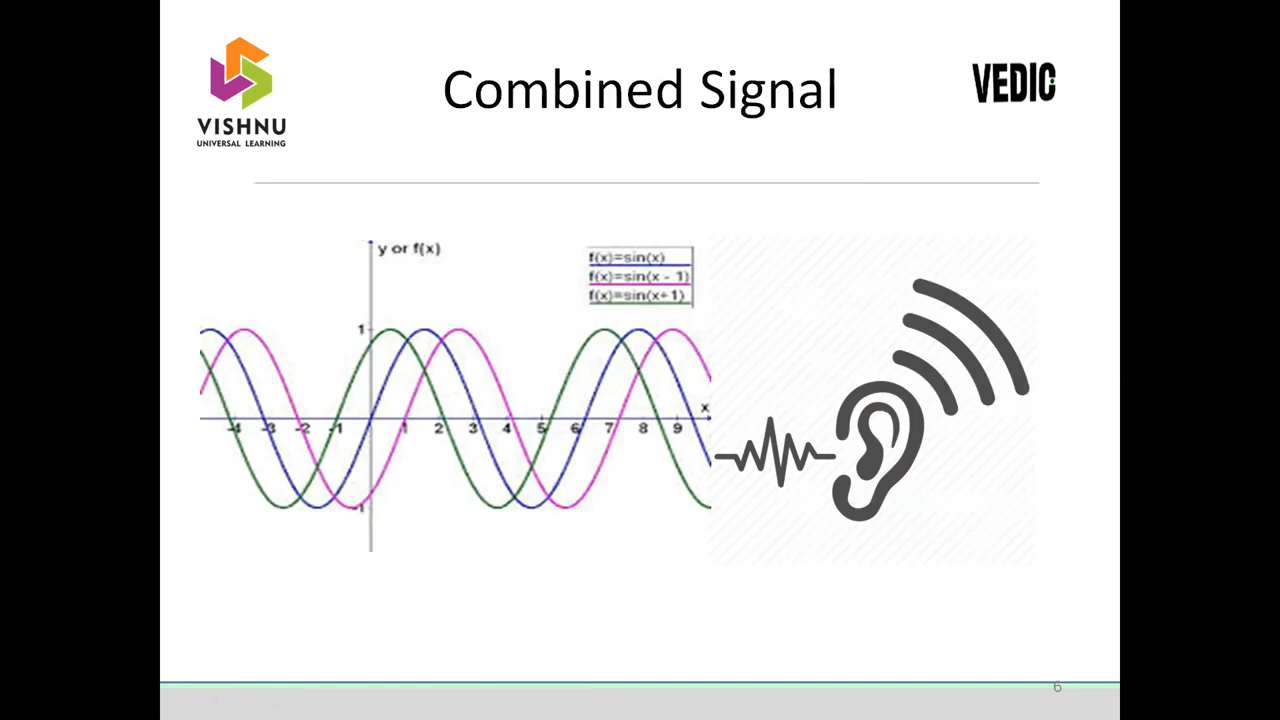 VISHNU
UNIVERSAL LEARNING
Combined Signal
VEDIC
y or f(x)
f(x)=sin(x)
f(x)=sin(x - 1)
f(x)=sin(x+1)
1
x
-4 -3 -2 -1 1 2 3 4 5 6 7 8 9
-1
6